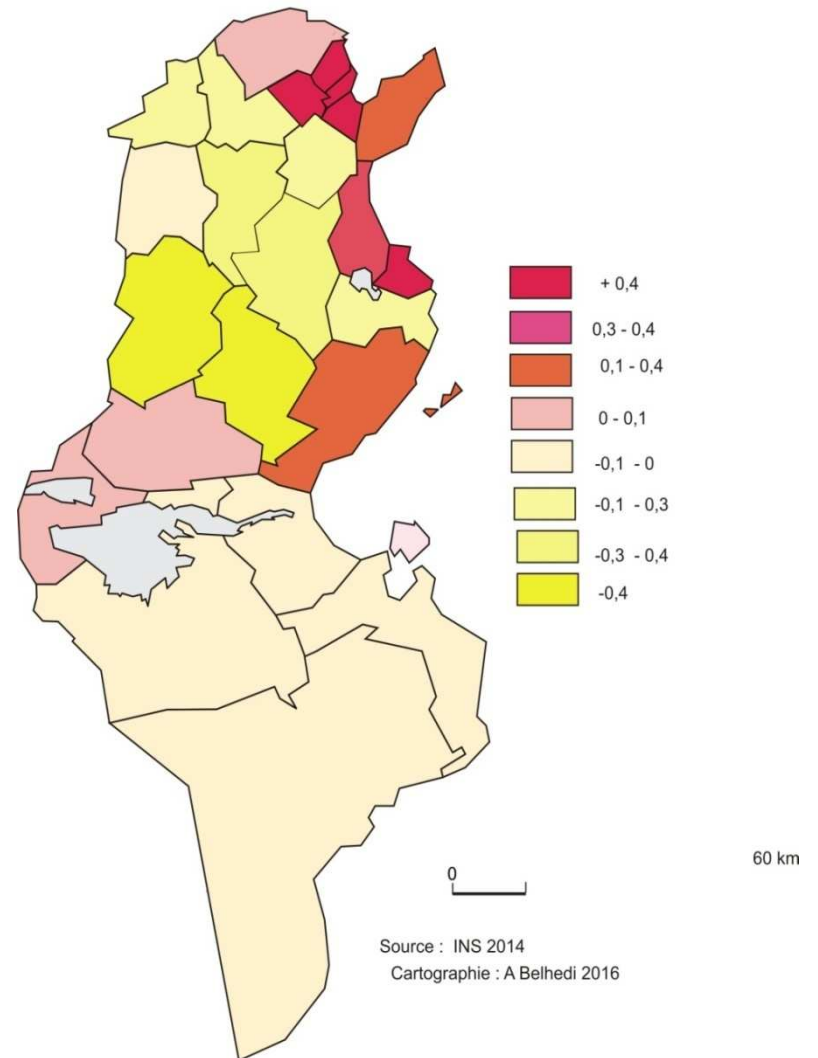 + 0,4
0,3 - 0,4
0,1 - 0,4
0 - 0,1
-0,1 - 0
-0,1 - 0,3
-0,3 - 0,4
-0,4
60 km
0
Source : INS 2014
Cartographie : A Belhedi 2016